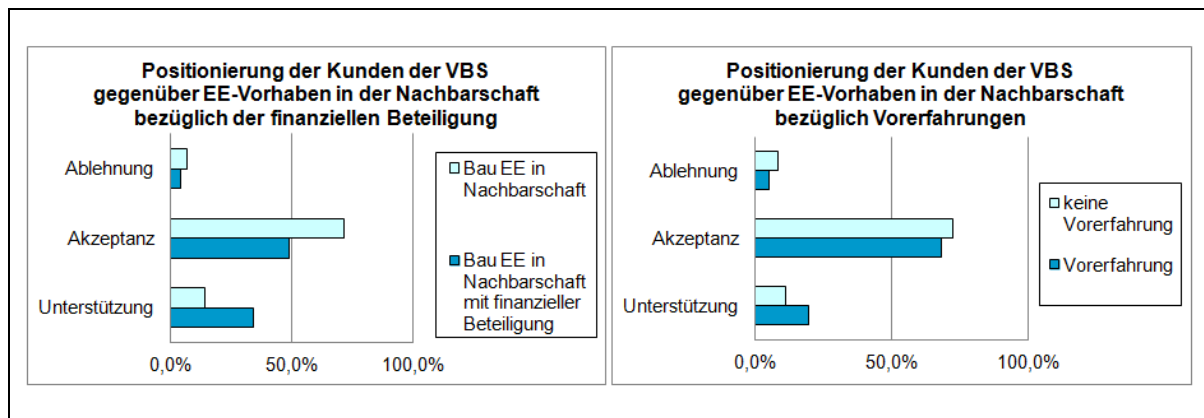 Positionierung der Kunden der VBS
gegenüber EE-Vorhaben in der Nachbarschaft
bezüglich der finanziellen Beteiligung
Ablehnung
Akzeptanz
Unterstützung
0,0%
50,0%
100,0%
Bau EE in
Nachbarschaft
Bau EE in
Nachbarschaft
mit finanzieller
Beteiligung
Positionierung der Kunden der VBS
gegenüber EE-Vorhaben in der Nachbarschaft
bezüglich Vorerfahrungen
Ablehnung
Akzeptanz
Unterstützung
0,0%
50,0%
100,0%
keine
Vorerfahrung
Vorerfahrung